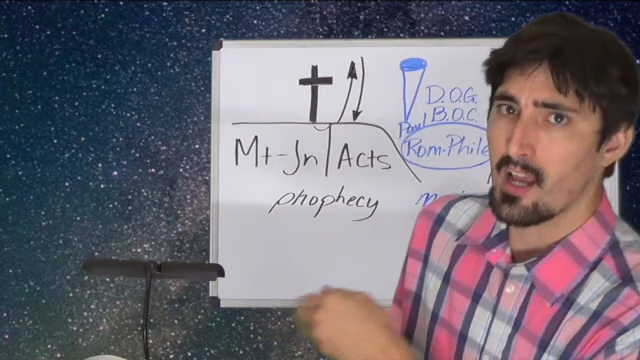 D.O.G.
B.O.C.
Paul
Mt-Jn Acts Rom-Phile
prophecy